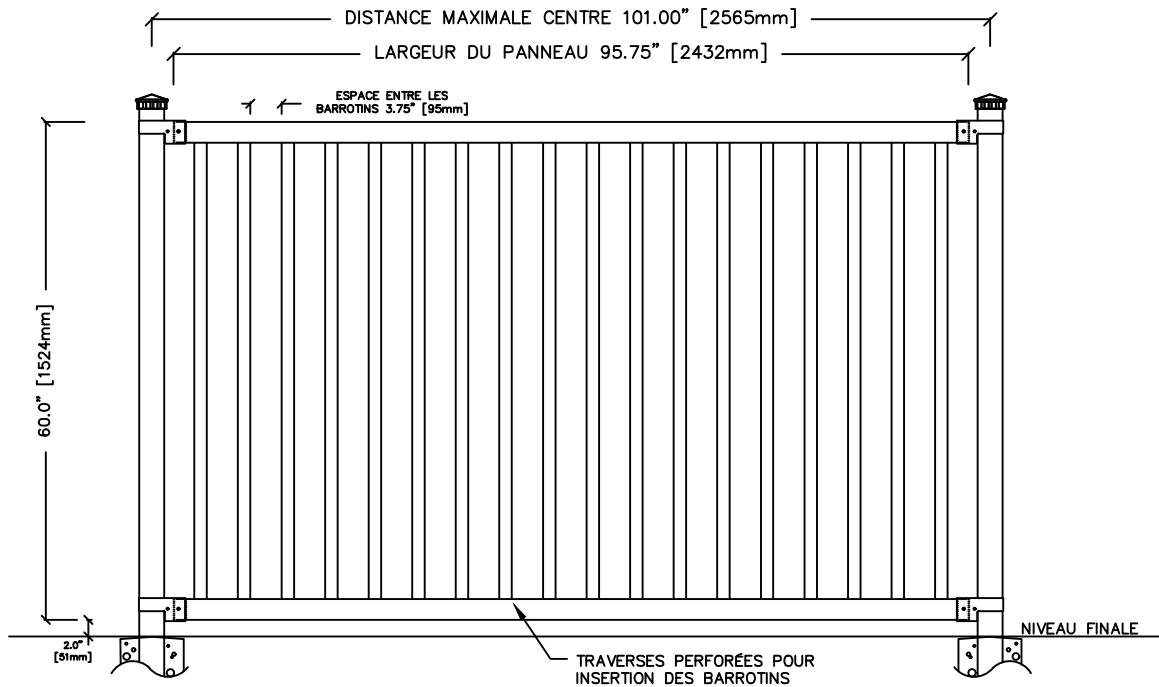 DISTANCE MAXIMALE CENTRE 101.00” [2565mm]
LARGEUR DU PANNEAU 95.75” [2432mm]
ESPACE ENTRE LES
BARROTINS 3.75” [95mm]
60.0” [1524mm]
2.0”
[51mm]
NIVEAU FINALE
TRAVERSES PERFORÉES POUR
INSERTION DES BARROTINS